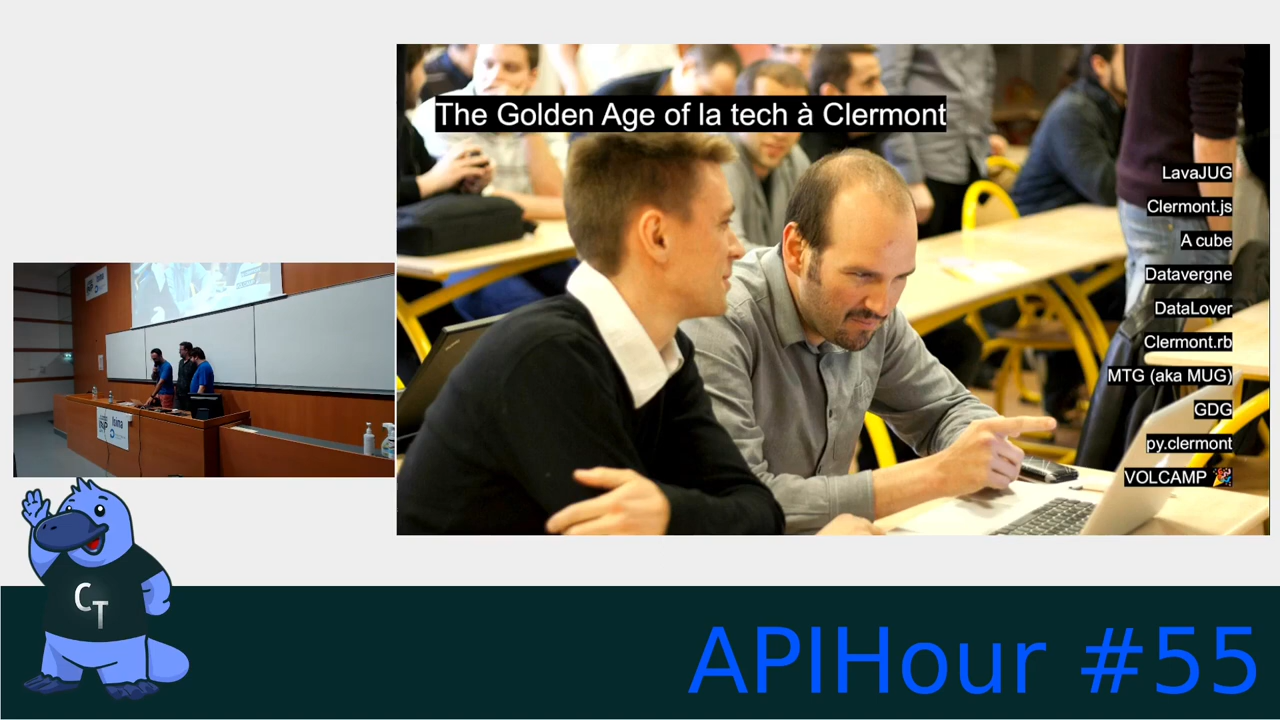 The Golden Age of la tech à Clermont
LavaJUG
Clermont.js
A cube
Datavergne
DataLover
Clermont.rb
MTG (aka MUG)
GDG
py.clermont
VOLCAMP 🎉
isima
C
T
APIHour #55